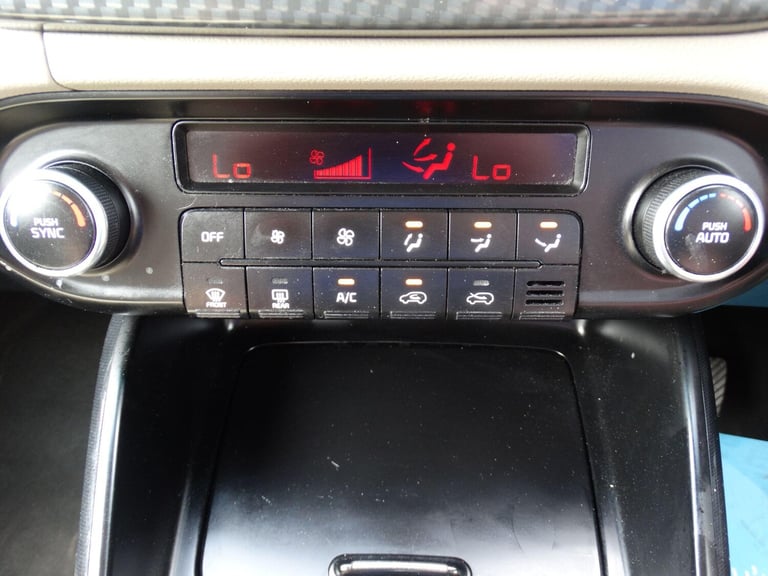 Lo Lo
PUSH
SYNC
OFF
PUSH
AUTO
FRONT
REAR
A/C